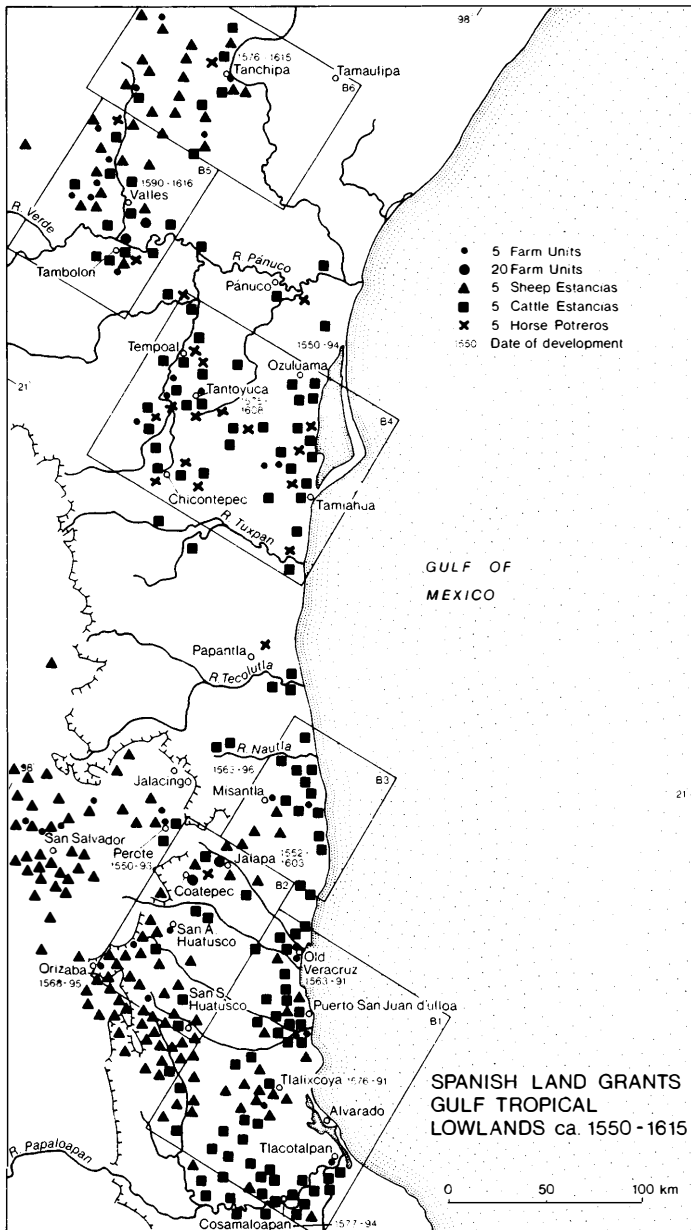 98
1576-1615
Tanchipa
Tamaulipa
B6
B5
1590-1616
Valles
R. Verde
Tambolon
R. Pánuco
Pánuco
5 Farm Units
20 Farm Units
5 Sheep Estancias
5 Cattle Estancias
5 Horse Potreros
1550 Date of development
Tempoal
1550-94
Ozuluama
21
Tantoyuca
1608
B4
Chicontepec
Tamiahua
R. Tuxpan
GULF OF
MEXICO
Papantla
R. Tecolutla
R. Nautla
B3
98
1563-96
Jalacingo
Misantla
21
San Salvador
Perote
1550-93
Jalapa
1552-
1603
Coatepec
B2
San A.
Huatusco
Old
Veracruz
1563-91
Orizaba
1568-95
San S.
Huatusco
Puerto San Juan d'ulloa
B1
Tlalixcoya 1576-91
Alvarado
SPANISH LAND GRANTS
GULF TROPICAL
LOWLANDS ca. 1550-1615
R. Papaloapan
Tlacotalpan
0 50 100 km
Cosamaloapan
1577-94